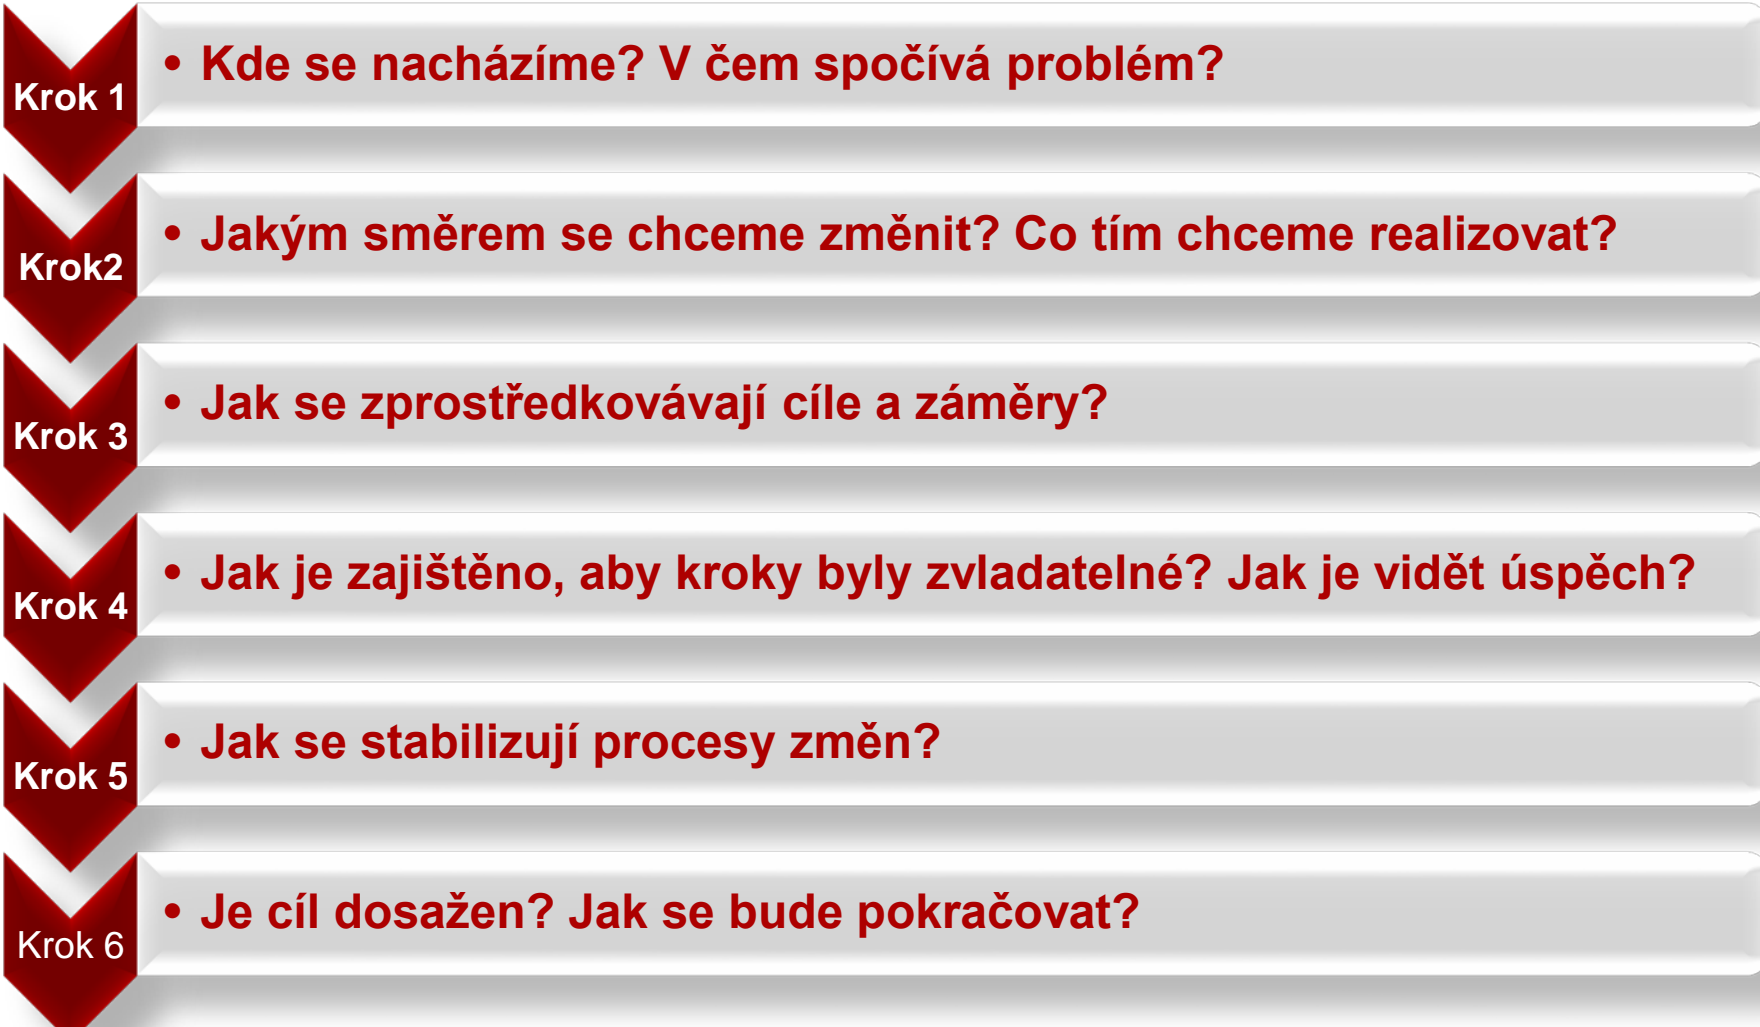 Krok 1
• Kde se nacházíme? V čem spočívá problém?
Krok2
• Jakým směrem se chceme změnit? Co tím chceme realizovat?
Krok 3
• Jak se zprostředkovávají cíle a záměry?
Krok 4
• Jak je zajištěno, aby kroky byly zvladatelné? Jak je vidět úspěch?
Krok 5
• Jak se stabilizují procesy změn?
Krok 6
• Je cíl dosažen? Jak se bude pokračovat?